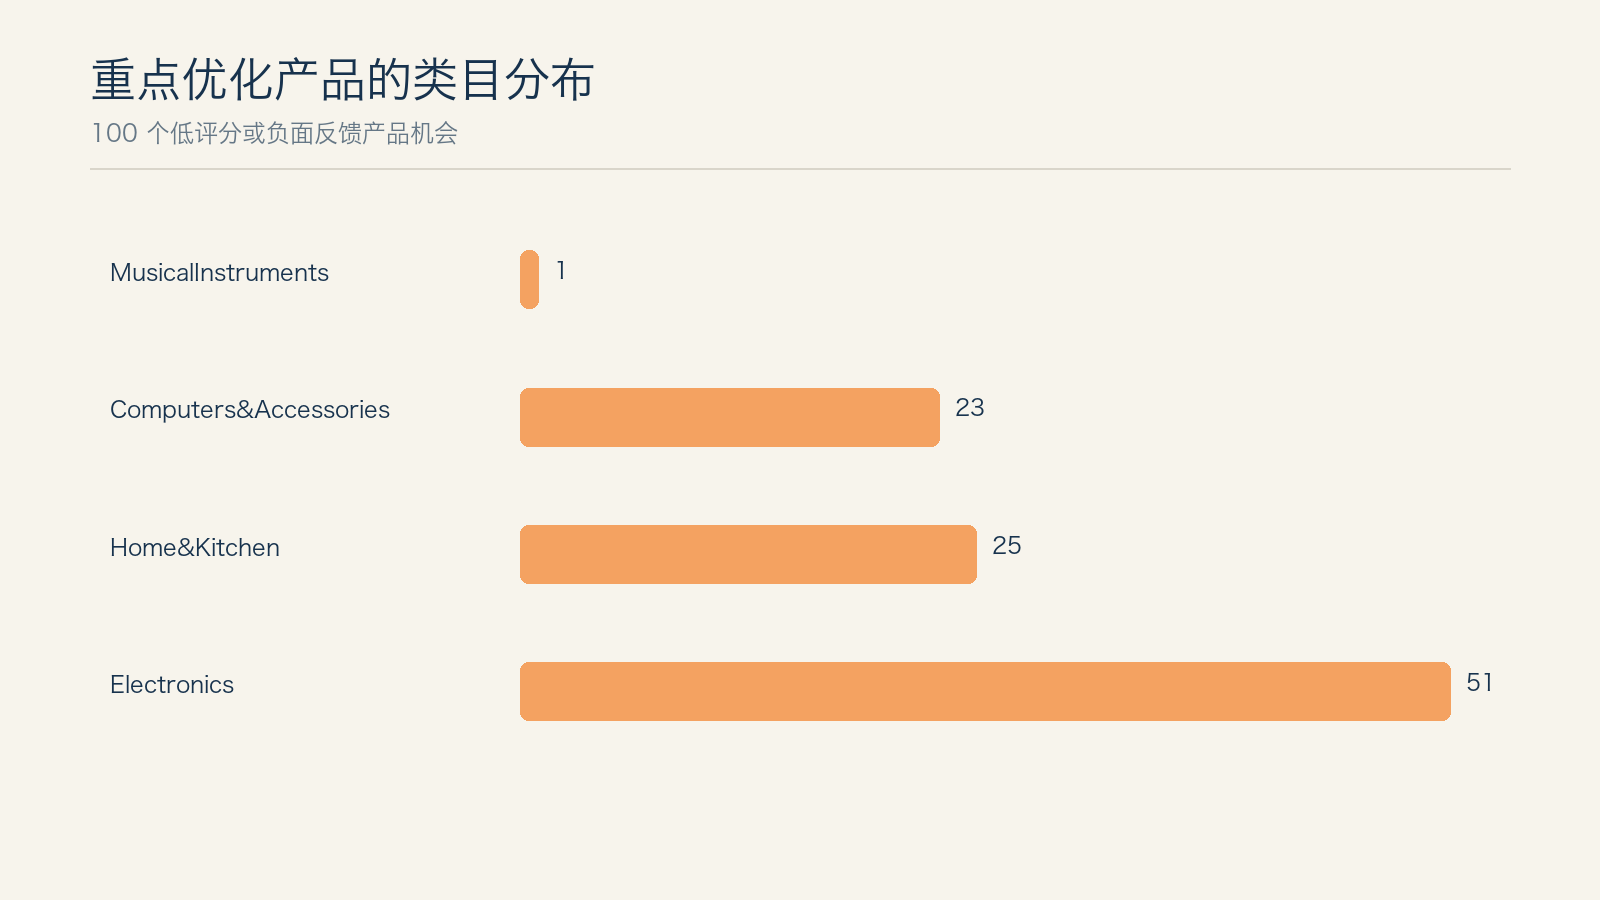 重点优化产品的类目分布
100 个低评分或负面反馈产品机会
MusicalInstruments 1
Computers&Accessories 23
Home&Kitchen 25
Electronics 51